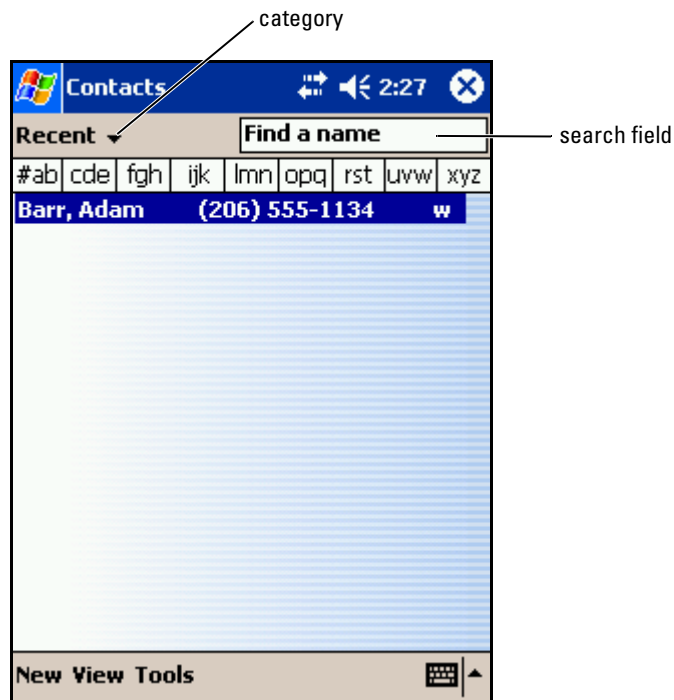 category
Contacts 2:27
Recent Find a name
search field
#ab cde fgh ijk lmn opq rst uvw xyz
Barr, Adam (206) 555-1134 w
New View Tools